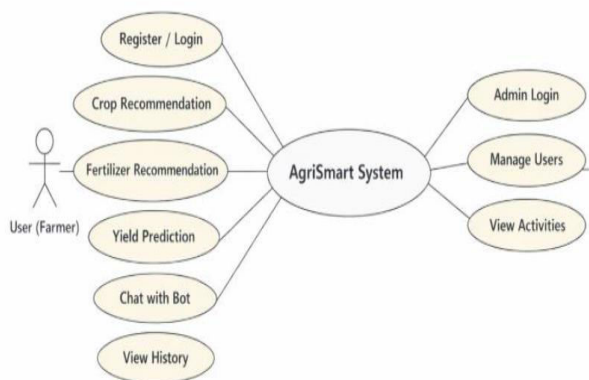 Register / Login
Crop Recommendation
Fertilizer Recommendation
User (Farmer)
Yield Prediction
Chat with Bot
View History
AgriSmart System
Admin Login
Manage Users
View Activities